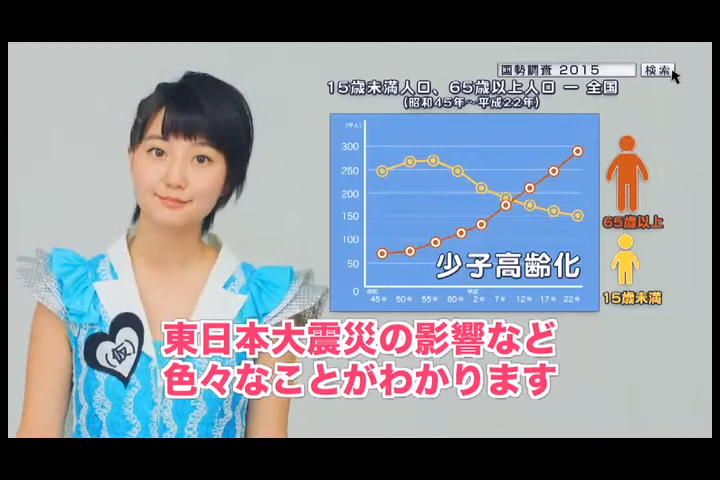 国勢調査 2015 検索
15歳未満人口、65歳以上人口 ― 全国
(昭和45年～平成22年)
(千人)
300
250
200
150
100
50
0
昭和 平成
45年 50年 55年 60年 2年 7年 12年 17年 22年
少子高齢化
65歳以上
15歳未満
(仮)
東日本大震災の影響など
色々なことがわかります